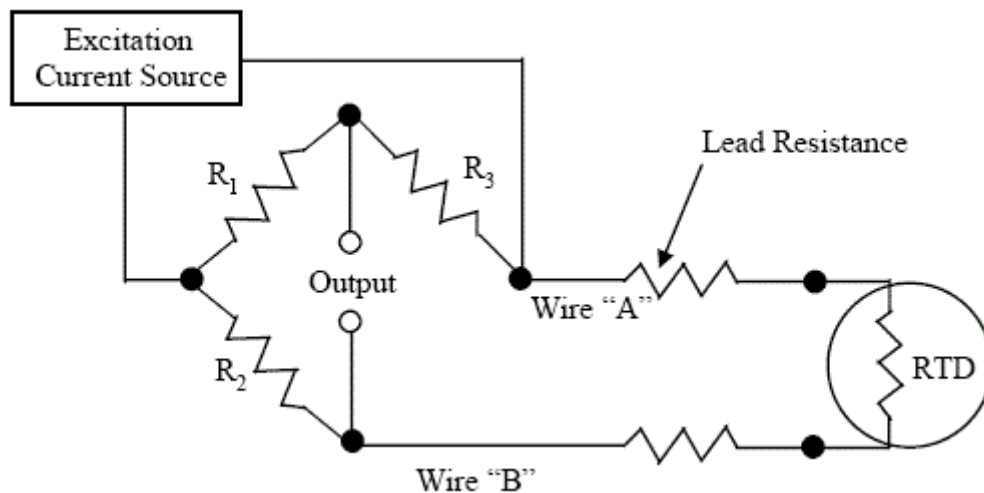 Excitation
Current Source
Lead Resistance
R1
R3
Output
Wire “A”
RTD
R2
Wire “B”